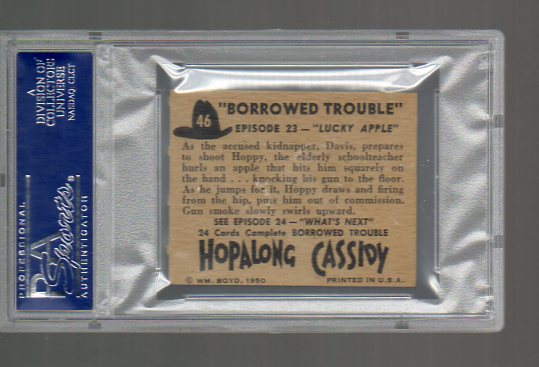 46
"BORROWED TROUBLE"
EPISODE 23 — "LUCKY APPLE"
As the accused kidnapper, Davis, prepares
to shoot Hoppy, the elderly schoolteacher
hurls an apple that hits him squarely on
the hand . . . knocking his gun to the floor.
As he jumps for it, Hoppy draws and firing
from the hip, puts him out of commission.
Gun smoke slowly swirls upward.
SEE EPISODE 24 — "WHAT'S NEXT"
24 Cards Complete BORROWED TROUBLE
HOPALONG CASSIDY
© WM. BOYD, 1950 PRINTED IN U.S.A.
A
DIVISION OF
COLLECTORS
UNIVERSE
NASDAQ: CLCT
PROFESSIONAL
PSA
Sports
AUTHENTICATOR